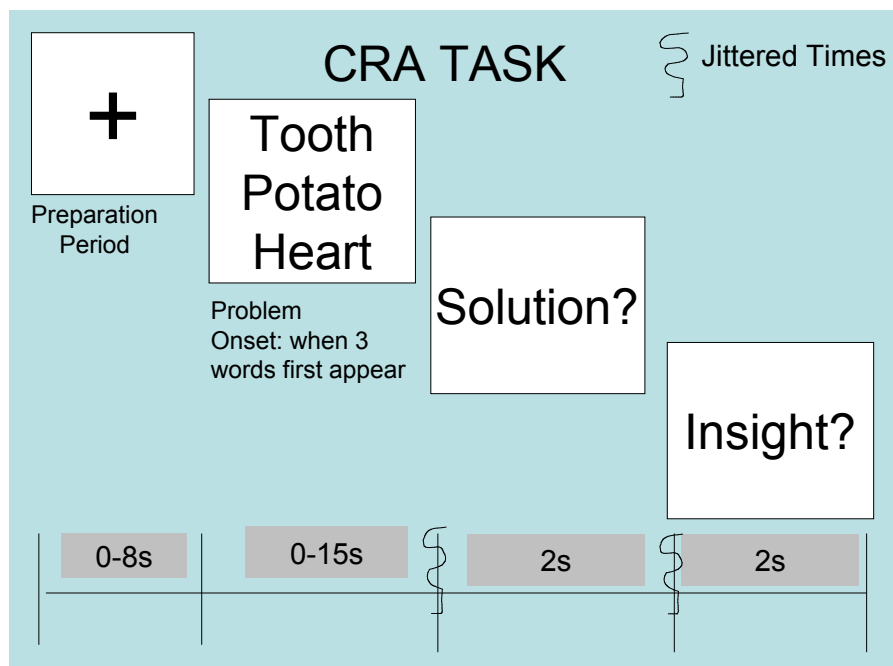 CRA TASK
Jittered Times
+
Preparation
Period
Tooth
Potato
Heart
Problem
Onset: when 3
words first appear
Solution?
Insight?
0-8s
0-15s
2s
2s